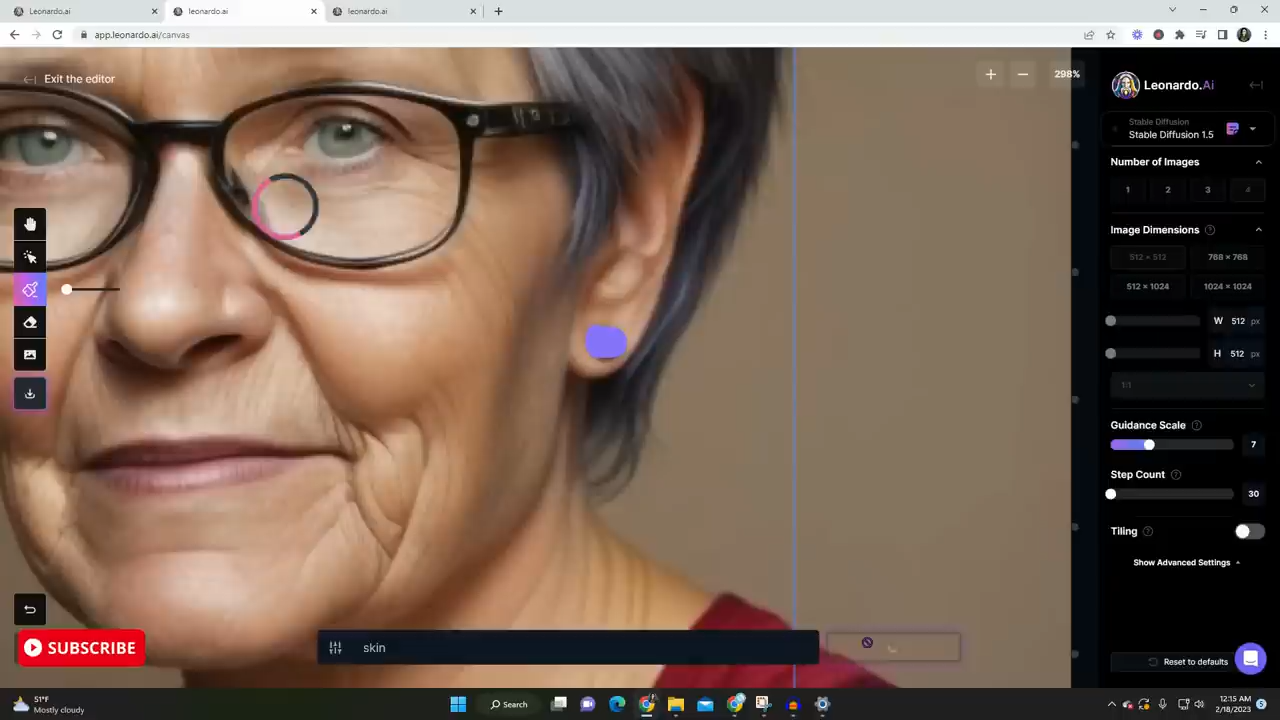 Leonardo.ai
leonardo.ai
leonardo.ai
app.leonardo.ai/canvas
Exit the editor
298%
Leonardo.Ai
Stable Diffusion
Stable Diffusion 1.5
Number of Images
1 2 3 4
Image Dimensions
512 × 512 768 × 768
512 × 1024 1024 × 1024
W 512 px
H 512 px
1:1
Guidance Scale
7
Step Count
30
Tiling
Show Advanced Settings
SUBSCRIBE
skin
Reset to defaults
51°F
Mostly cloudy
Search
12:15 AM
2/18/2023